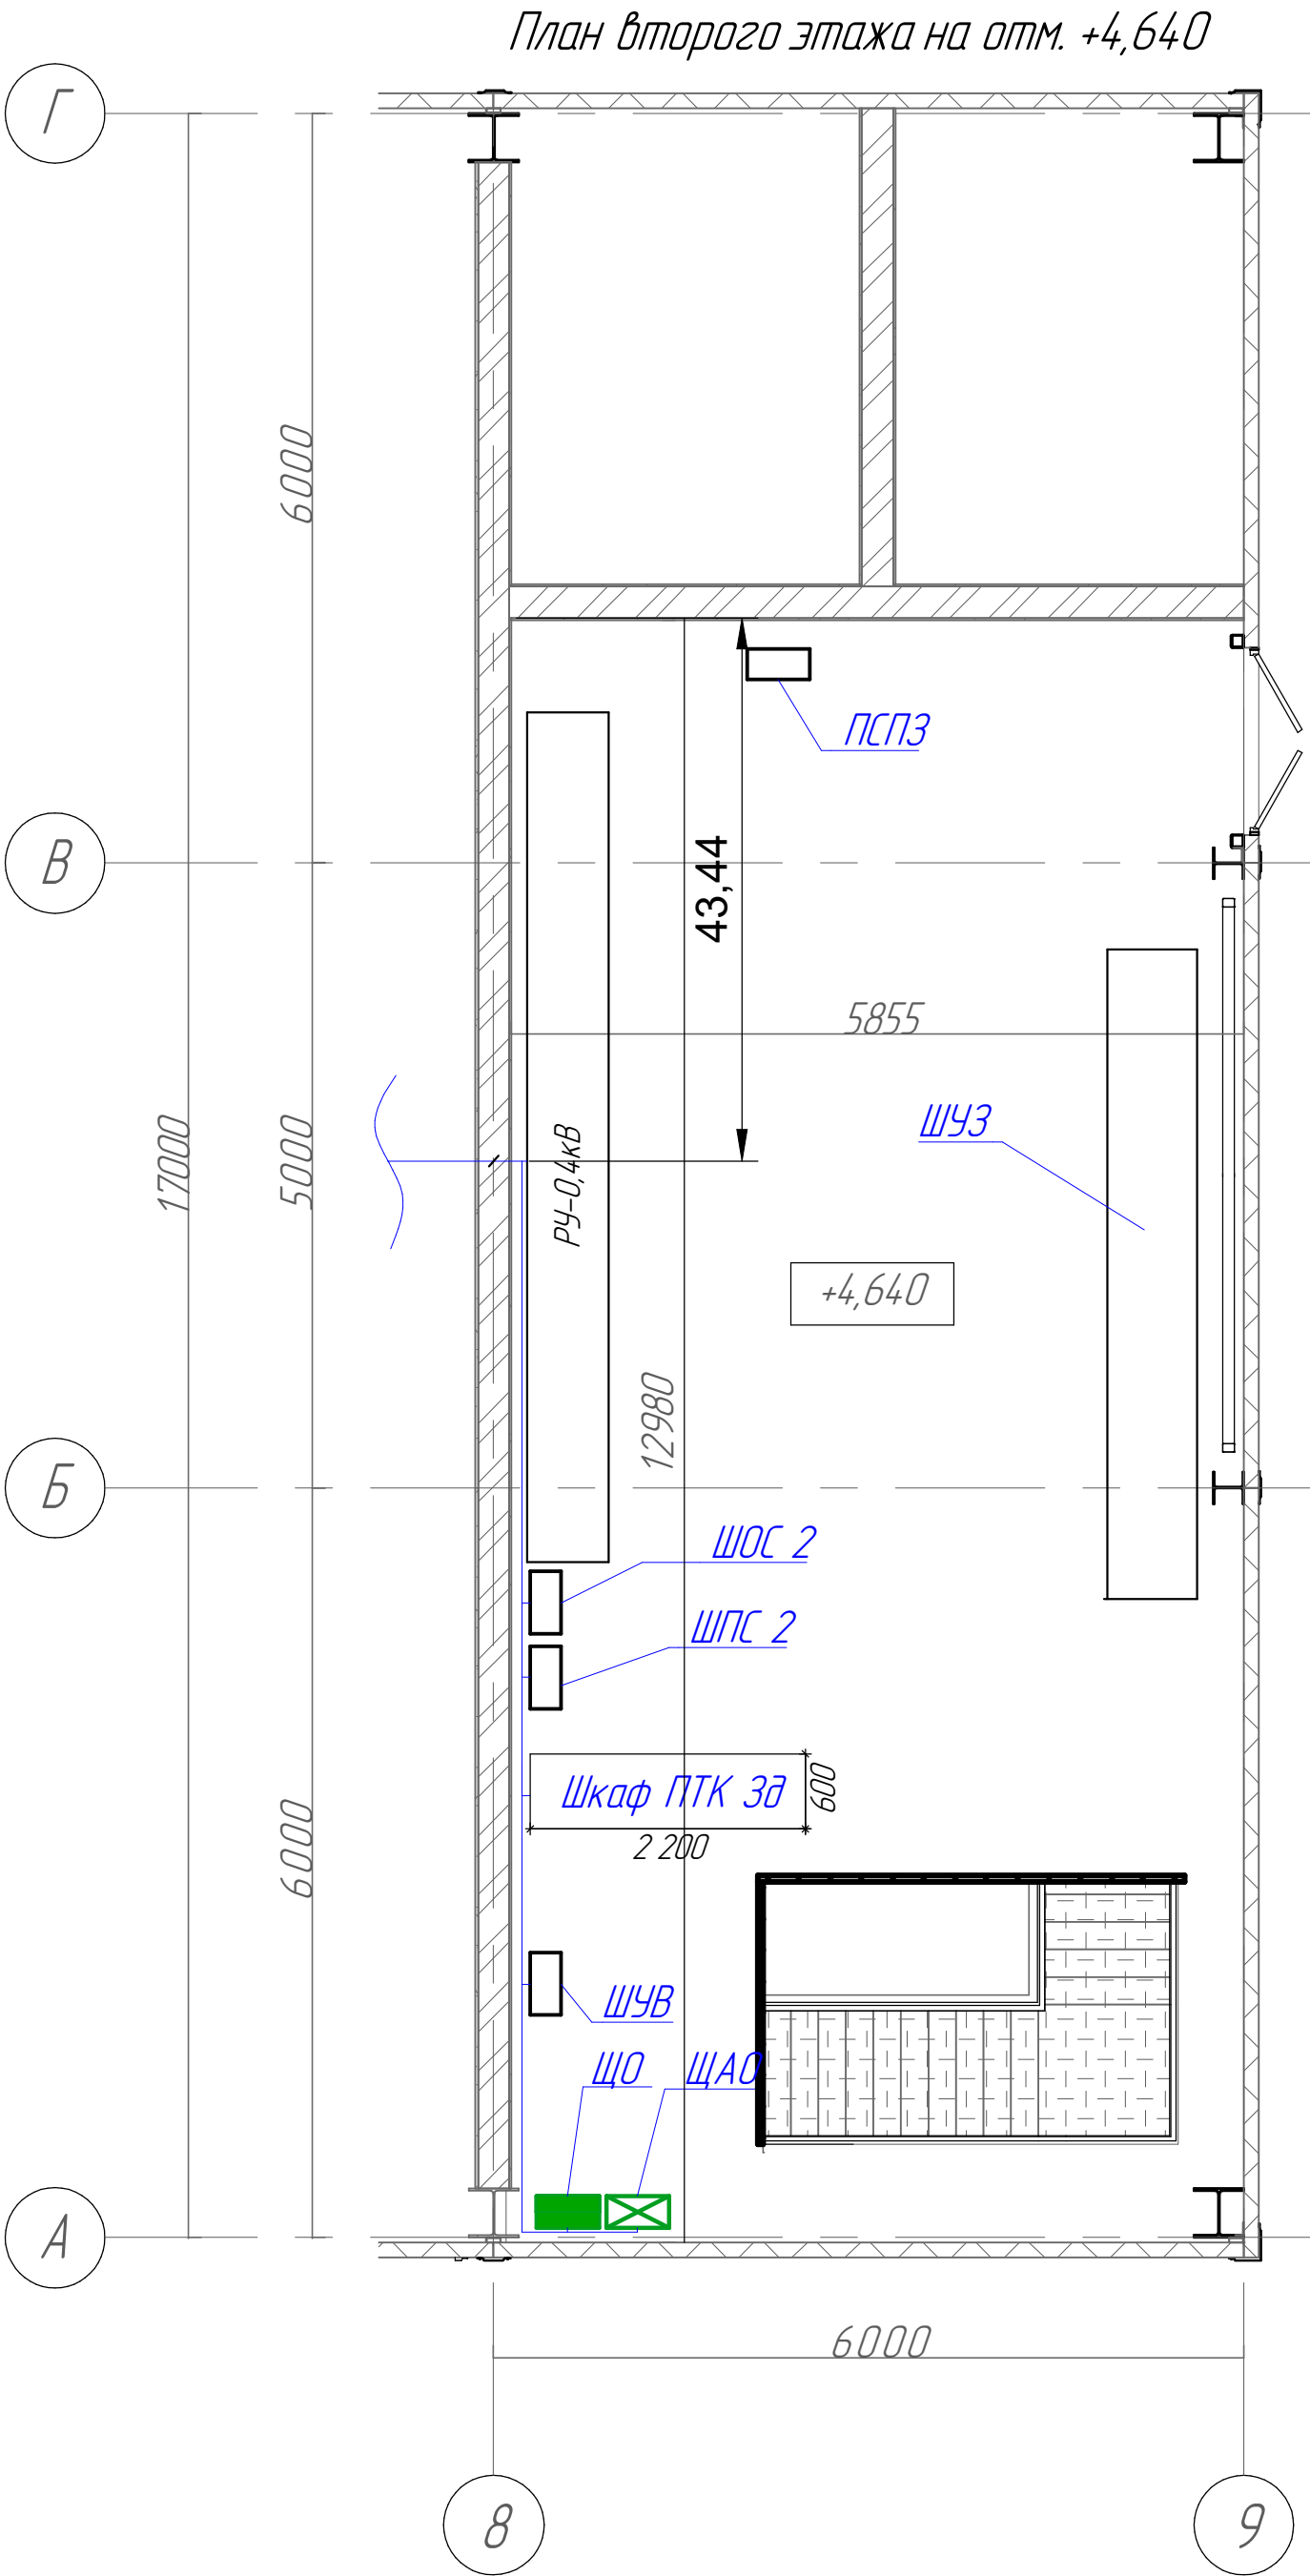 План второго этажа на отм. +4,640
Г
6000
ПСПЗ
В
43,44
5855
17000
5000
ШУЗ
РУ-0,4кВ
+4,640
12980
Б
ШОС 2
ШПС 2
Шкаф ПТК 3д
600
2 200
6000
ШУВ
ЩО
ЩАО
А
6000
8
9